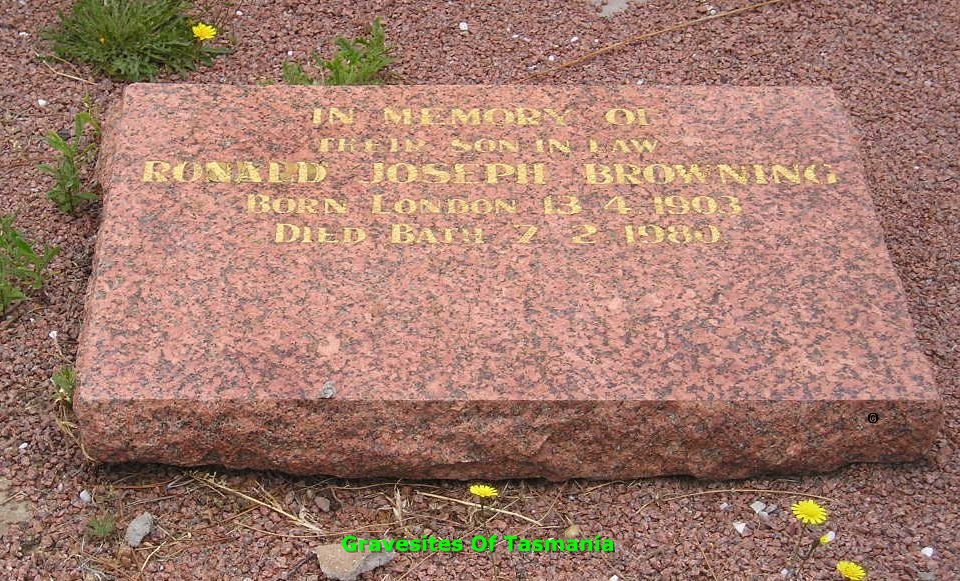 IN MEMORY OF
THEIR SON IN LAW
RONALD JOSEPH BROWNING
BORN LONDON 13 4 1903
DIED BATH 7 2 1980
Gravesites Of Tasmania